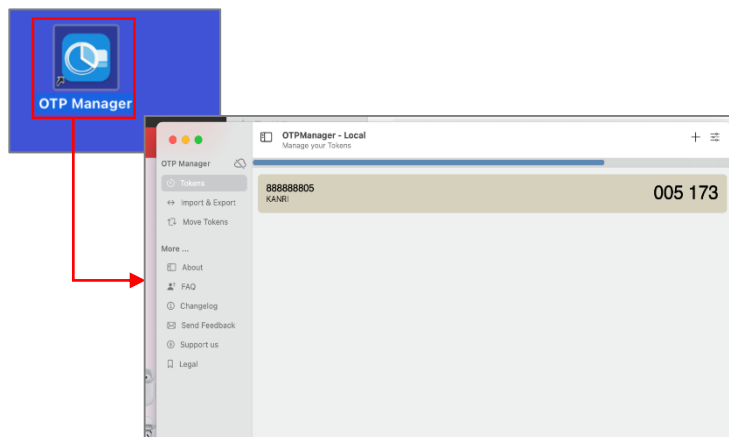 OTP Manager
OTPManager - Local
Manage your Tokens
OTP Manager
Tokens
Import & Export
Move Tokens
More ...
About
FAQ
Changelog
Send Feedback
Support us
Legal
888888805
KANRI
005 173